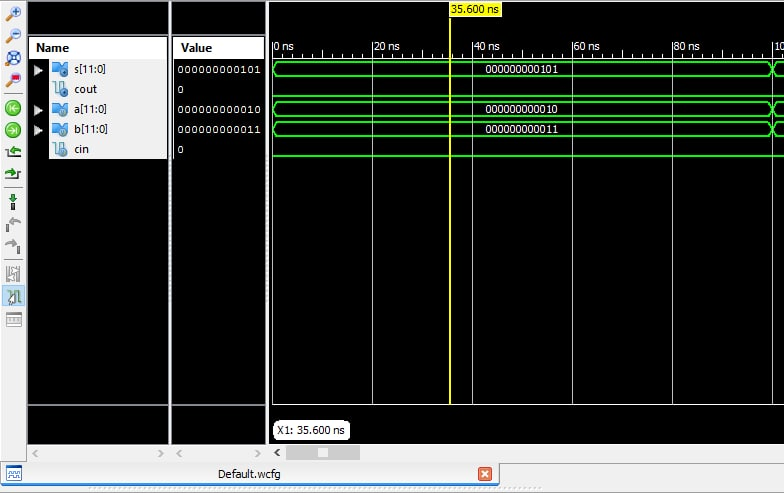 35.600 ns
Name Value 0 ns 20 ns 40 ns 60 ns 80 ns 10
s[11:0] 000000000101 000000000101
cout 0
a[11:0] 000000000010 000000000010
b[11:0] 000000000011 000000000011
cin 0
X1: 35.600 ns
Default.wcfg